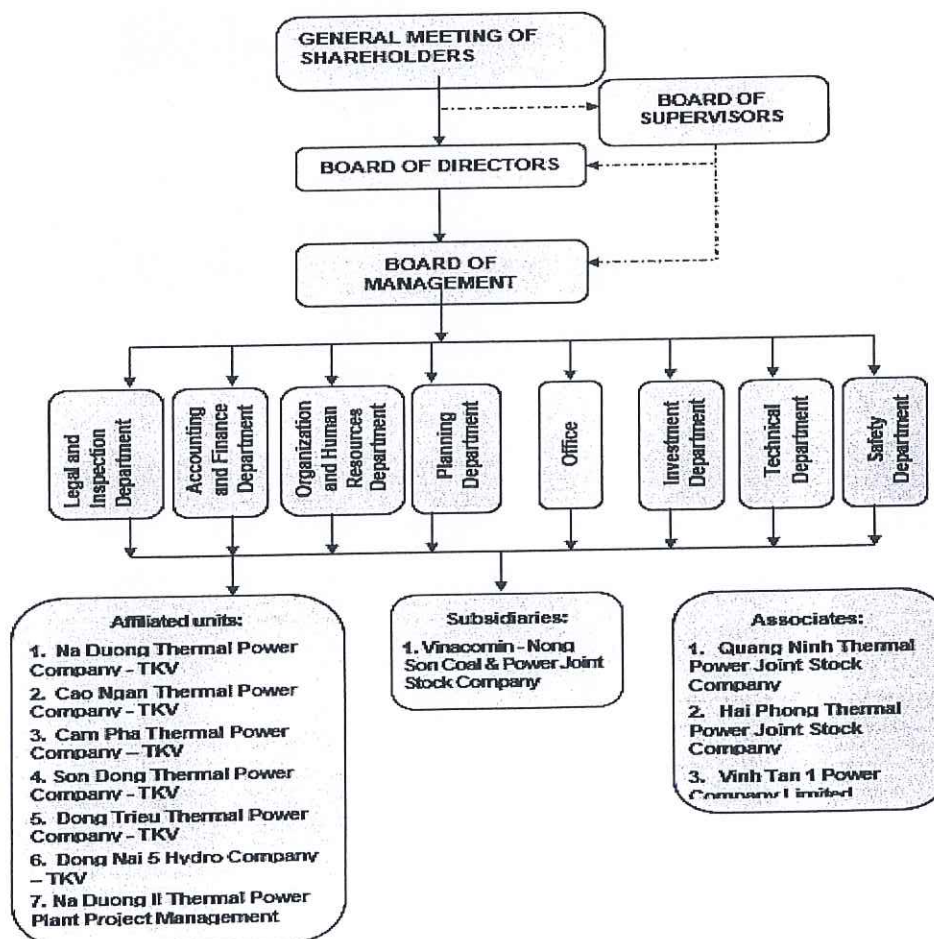 GENERAL MEETING OF
SHAREHOLDERS
BOARD OF
SUPERVISORS
BOARD OF DIRECTORS
BOARD OF
MANAGEMENT
Legal and
Inspection
Department
Accounting
and Finance
Department
Organization
and Human
Resources
Department
Planning
Department
Office
Investment
Department
Technical
Department
Safety
Department
Affiliated units:
1. Na Duong Thermal Power
Company - TKV
2. Cao Ngan Thermal Power
Company - TKV
3. Cam Pha Thermal Power
Company – TKV
4. Son Dong Thermal Power
Company - TKV
5. Dong Trieu Thermal Power
Company - TKV
6. Dong Nai 5 Hydro Company
– TKV
7. Na Duong II Thermal Power
Plant Project Management
Subsidiaries:
1. Vinacomin - Nong
Son Coal & Power Joint
Stock Company
Associates:
1. Quang Ninh Thermal
Power Joint Stock
Company
2. Hai Phong Thermal
Power Joint Stock
Company
3. Vinh Tan 1 Power
Company Limited